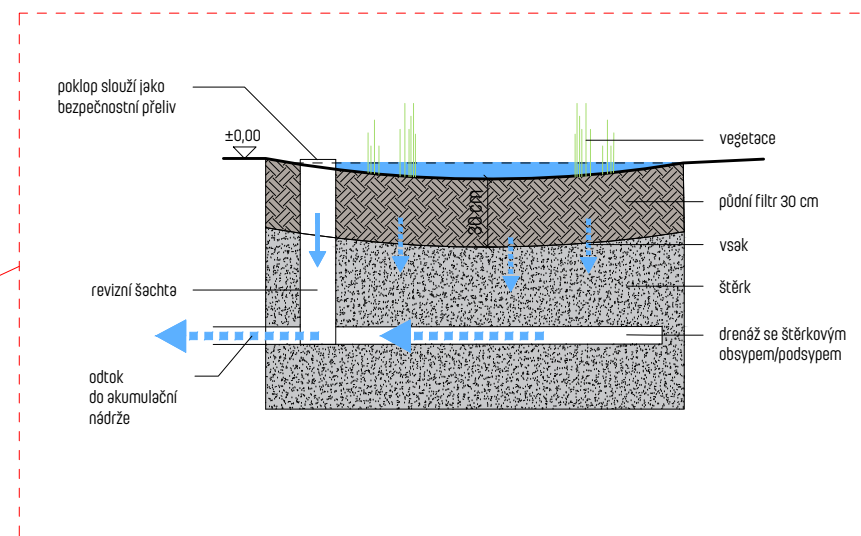 poklop slouží jako
bezpečnostní přeliv
±0,00
vegetace
půdní filtr 30 cm
30 cm
vsak
revizní šachta
štěrk
drenáž se štěrkovým
obsypem/podsypem
odtok
do akumulační
nádrže